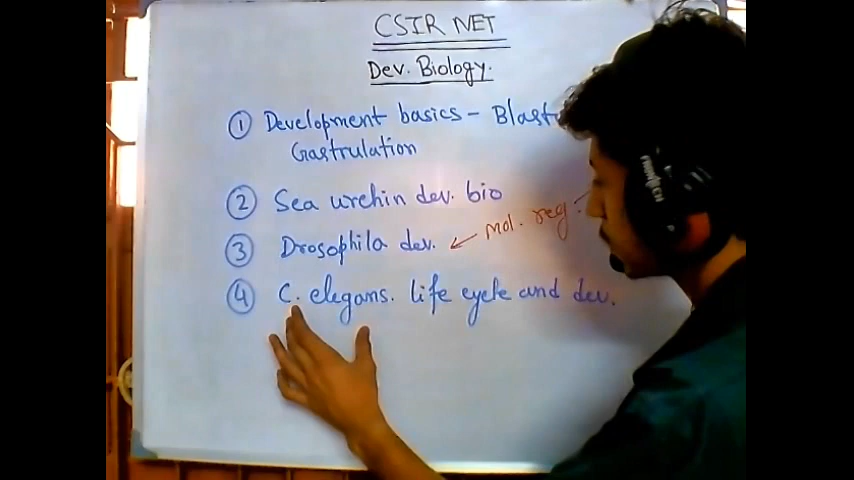 CSIR NET
Dev. Biology.
① Development basics - Blastu
Gastrulation
② Sea urchin dev. bio
③ Drosophila dev. ← mol. reg.
④ C. elegans. life cycle and dev.